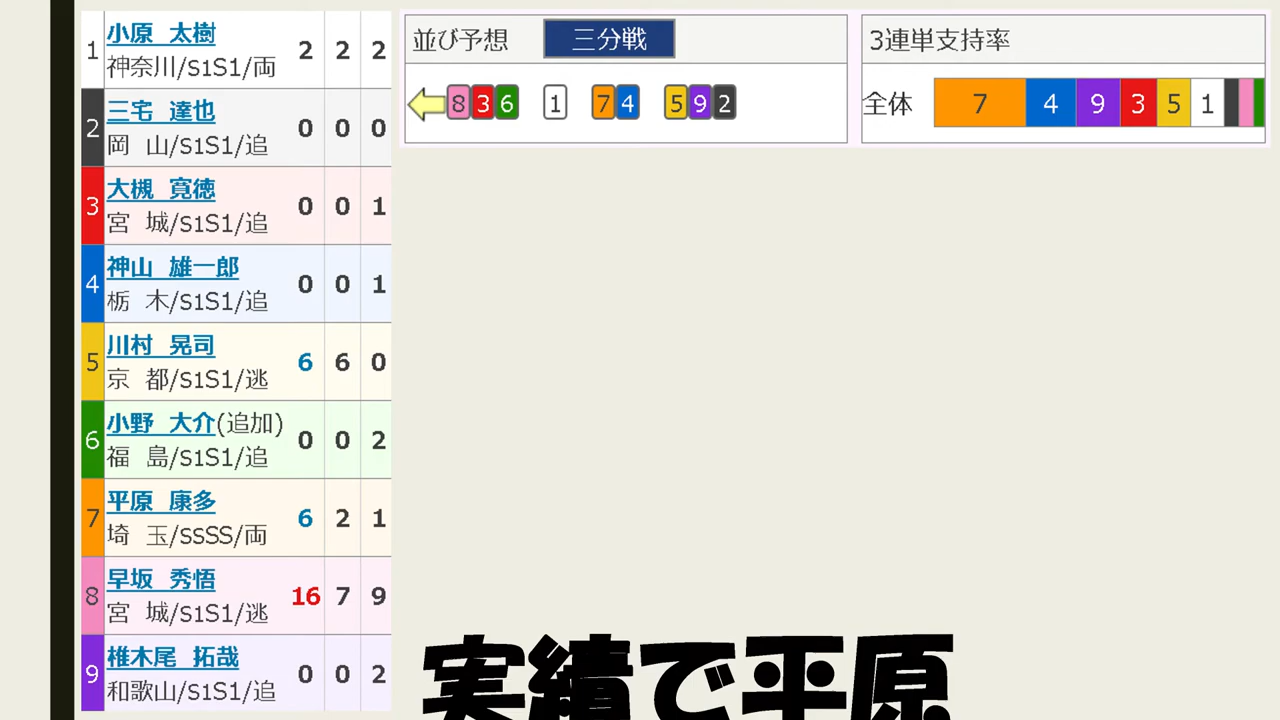 1 小原 太樹 2 2 2
神奈川/S1S1/両
2 三宅 達也 0 0 0
岡 山/S1S1/追
3 大槻 寛徳 0 0 1
宮 城/S1S1/追
4 神山 雄一郎 0 0 1
栃 木/S1S1/追
5 川村 晃司 6 6 0
京 都/S1S1/逃
6 小野 大介(追加) 0 0 2
福 島/S1S1/追
7 平原 康多 6 2 1
埼 玉/SSSS/両
8 早坂 秀悟 16 7 9
宮 城/S1S1/逃
9 椎木尾 拓哉 0 0 2
和歌山/S1S1/追
並び予想 三分戦
8 3 6 1 7 4 5 9 2
3連単支持率
全体 7 4 9 3 5 1
実績で平原